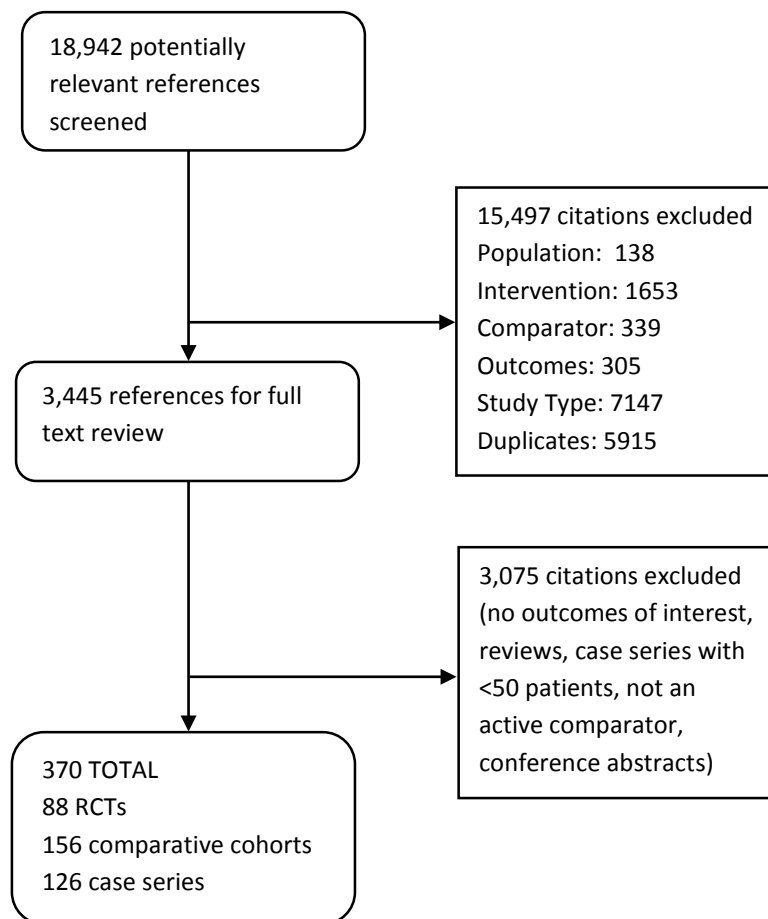 18,942 potentially
relevant references
screened
15,497 citations excluded
Population:  138
Intervention: 1653
Comparator: 339
Outcomes: 305
Study Type: 7147
Duplicates: 5915
3,445 references for full
text review
3,075 citations excluded
(no outcomes of interest,
reviews, case series with
<50 patients, not an
active comparator,
conference abstracts)
370 TOTAL
88 RCTs
156 comparative cohorts
126 case series